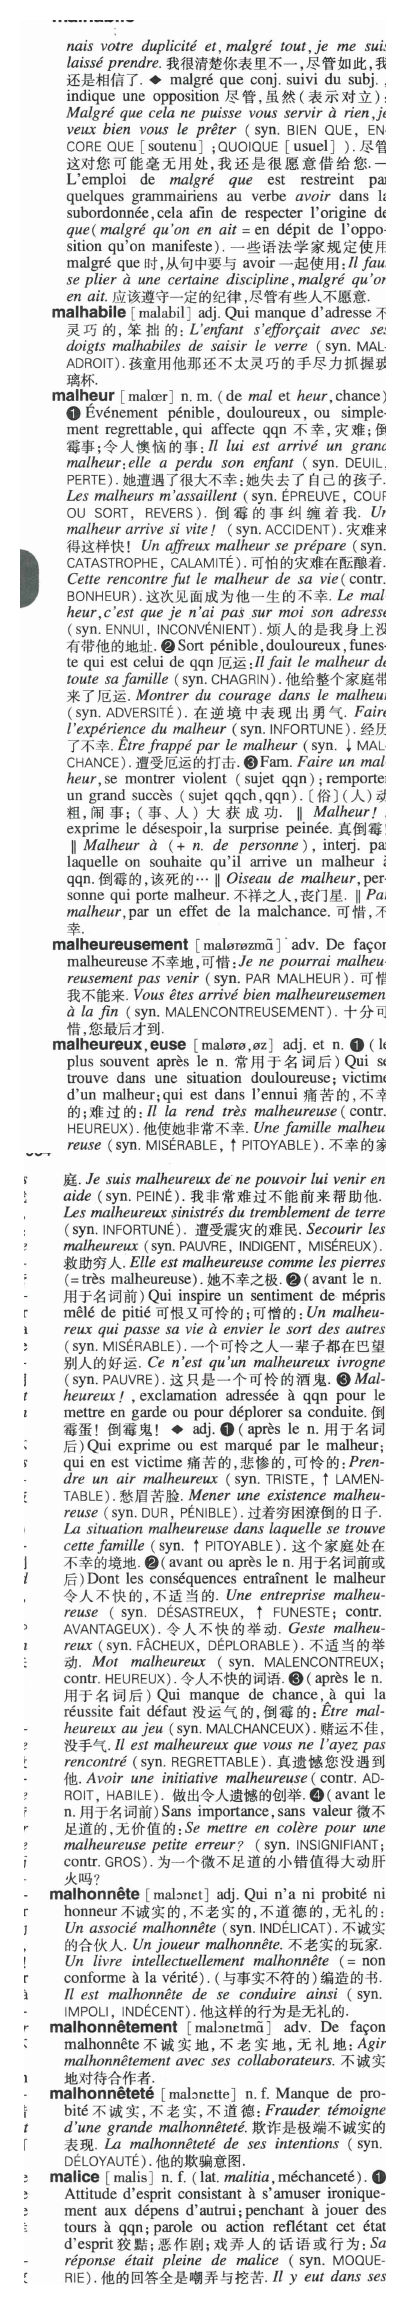 nais votre duplicité et, malgré tout, je me suis
laissé prendre. 我很清楚你表里不一,尽管如此,我
还是相信了. ◆ malgré que conj. suivi du subj. ,
indique une opposition 尽管,虽然(表示对立):
Malgré que cela ne puisse vous servir à rien, je
veux bien vous le prêter (syn. BIEN QUE, EN-
CORE QUE [soutenu] ;QUOIQUE [usuel] ). 尽管
这对您可能毫无用处,我还是很愿意借给您. —
L'emploi de malgré que est restreint par
quelques grammairiens au verbe avoir dans la
subordonnée,cela afin de respecter l'origine de
que (malgré qu'on en ait = en dépit de l'oppo-
sition qu'on manifeste). 一些语法学家规定使用
malgré que 时,从句中要与 avoir 一起使用:Il faut
se plier à une certaine discipline, malgré qu'on
en ait. 应该遵守一定的纪律,尽管有些人不愿意.
malhabile [malabil] adj. Qui manque d'adresse 不
灵巧的, 笨拙的: L'enfant s'efforçait avec ses
doigts malhabiles de saisir le verre (syn. MAL-
ADROIT). 孩童用他那还不太灵巧的手尽力抓握玻
璃杯.
malheur [malœr] n. m. (de mal et heur,chance)
❶ Événement pénible, douloureux, ou simple-
ment regrettable, qui affecte qqn 不幸,灾难;倒
霉事;令人懊恼的事: Il lui est arrivé un grand
malheur:elle a perdu son enfant (syn. DEUIL,
PERTE). 她遭遇了很大不幸:她失去了自己的孩子.
Les malheurs m'assaillent (syn. ÉPREUVE, COUP
OU SORT, REVERS). 倒霉的事纠缠着我. Un
malheur arrive si vite! (syn. ACCIDENT). 灾难来
得这样快! Un affreux malheur se prépare (syn.
CATASTROPHE, CALAMITÉ). 可怕的灾难在酝酿着.
Cette rencontre fut le malheur de sa vie (contr.
BONHEUR). 这次见面成为他一生的不幸. Le mal-
heur,c'est que je n'ai pas sur moi son adresse
(syn. ENNUI, INCONVÉNIENT). 烦人的是我身上没
有带他的地址. ❷ Sort pénible,douloureux,funes-
te qui est celui de qqn 厄运:Il fait le malheur de
toute sa famille (syn. CHAGRIN). 他给整个家庭带
来了厄运. Montrer du courage dans le malheur
(syn. ADVERSITÉ). 在逆境中表现出勇气. Faire
l'expérience du malheur (syn. INFORTUNE). 经历
了不幸. Être frappé par le malheur (syn. ↓ MAL-
CHANCE). 遭受厄运的打击. ❸ Fam. Faire un mal-
heur,se montrer violent (sujet qqn); remporter
un grand succès (sujet qqch,qqn). [俗](人)动
粗,闹事;(事、人)大获成功. ‖ Malheur!,
exprime le désespoir,la surprise peinée. 真倒霉
‖ Malheur à (+ n. de personne), interj. par
laquelle on souhaite qu'il arrive un malheur à
qqn. 倒霉的,该死的… ‖ Oiseau de malheur,per-
sonne qui porte malheur. 不祥之人,丧门星. ‖ Par
malheur,par un effet de la malchance. 可惜,不
幸.
malheureusement [malørøzmɑ̃] adv. De façon
malheureuse 不幸地,可惜:Je ne pourrai malheu-
reusement pas venir (syn. PAR MALHEUR). 可惜
我不能来. Vous êtes arrivé bien malheureusement
à la fin (syn. MALENCONTREUSEMENT). 十分可
惜,您最后才到.
malheureux,euse [malørø,øz] adj. et n. ❶ (le
plus souvent après le n. 常用于名词后) Qui se
trouve dans une situation douloureuse; victime
d'un malheur;qui est dans l'ennui 痛苦的,不幸
的;难过的: Il la rend très malheureuse (contr.
HEUREUX). 他使她非常不幸. Une famille malheu-
reuse (syn. MISÉRABLE, ↑ PITOYABLE). 不幸的家
庭. Je suis malheureux de ne pouvoir lui venir en
aide (syn. PEINÉ). 我非常难过不能前来帮助他.
Les malheureux sinistrés du tremblement de terre
(syn. INFORTUNÉ). 遭受震灾的难民. Secourir les
malheureux (syn. PAUVRE, INDIGENT, MISÉREUX).
救助穷人. Elle est malheureuse comme les pierres
(= très malheureuse). 她不幸之极. ❷ (avant le n.
用于名词前) Qui inspire un sentiment de mépris
mêlé de pitié 可恨又可怜的;可憎的: Un malheu-
reux qui passe sa vie à envier le sort des autres
(syn. MISÉRABLE). 一个可怜之人一辈子都在巴望
别人的好运. Ce n'est qu'un malheureux ivrogne
(syn. PAUVRE). 这只是一个可怜的酒鬼. ❸ Mal-
heureux! , exclamation adressée à qqn pour le
mettre en garde ou pour déplorer sa conduite. 倒
霉蛋! 倒霉鬼! ◆ adj. ❶ (après le n. 用于名词
后) Qui exprime ou est marqué par le malheur;
qui en est victime 痛苦的,悲惨的,可怜的: Pren-
dre un air malheureux (syn. TRISTE, ↑ LAMEN-
TABLE). 愁眉苦脸. Mener une existence malheu-
reuse (syn. DUR, PÉNIBLE). 过着穷困潦倒的日子.
La situation malheureuse dans laquelle se trouve
cette famille (syn. ↑ PITOYABLE). 这个家庭处在
不幸的境地. ❷ (avant ou après le n. 用于名词前或
后) Dont les conséquences entraînent le malheur
令人不快的,不适当的. Une entreprise malheu-
reuse (syn. DÉSASTREUX, ↑ FUNESTE; contr.
AVANTAGEUX). 令人不快的举动. Geste malheu-
reux (syn. FÂCHEUX, DÉPLORABLE). 不适当的举
动. Mot malheureux (syn. MALENCONTREUX;
contr. HEUREUX). 令人不快的词语. ❸ (après le n.
用于名词后) Qui manque de chance, à qui la
réussite fait défaut 没运气的,倒霉的: Être mal-
heureux au jeu (syn. MALCHANCEUX). 赌运不佳,
没手气. Il est malheureux que vous ne l'ayez pas
rencontré (syn. REGRETTABLE). 真遗憾您没遇到
他. Avoir une initiative malheureuse (contr. AD-
ROIT, HABILE). 做出令人遗憾的创举. ❹ (avant le
n. 用于名词前) Sans importance,sans valeur 微不
足道的,无价值的: Se mettre en colère pour une
malheureuse petite erreur? (syn. INSIGNIFIANT;
contr. GROS). 为一个微不足道的小错值得大动肝
火吗?
malhonnête [malɔnɛt] adj. Qui n'a ni probité ni
honneur 不诚实的,不老实的,不道德的,无礼的:
Un associé malhonnête (syn. INDÉLICAT). 不诚实
的合伙人. Un joueur malhonnête. 不老实的玩家.
Un livre intellectuellement malhonnête (= non
conforme à la vérité). (与事实不符的)编造的书.
Il est malhonnête de se conduire ainsi (syn.
IMPOLI, INDÉCENT). 他这样的行为是无礼的.
malhonnêtement [malɔnɛtmɑ̃] adv. De façon
malhonnête 不诚实地,不老实地,无礼地: Agir
malhonnêtement avec ses collaborateurs. 不诚实
地对待合作者.
malhonnêteté [malɔnɛtte] n. f. Manque de pro-
bité 不诚实,不老实,不道德: Frauder témoigne
d'une grande malhonnêteté. 欺诈是极端不诚实的
表现. La malhonnêteté de ses intentions (syn.
DÉLOYAUTÉ). 他的欺骗意图.
malice [malis] n. f. (lat. malitia,méchanceté). ❶
Attitude d'esprit consistant à s'amuser ironique-
ment aux dépens d'autrui;penchant à jouer des
tours à qqn; parole ou action reflétant cet état
d'esprit 狡黠;恶作剧;戏弄人的话语或行为: Sa
réponse était pleine de malice (syn. MOQUE-
RIE). 他的回答全是嘲弄与挖苦. Il y eut dans ses